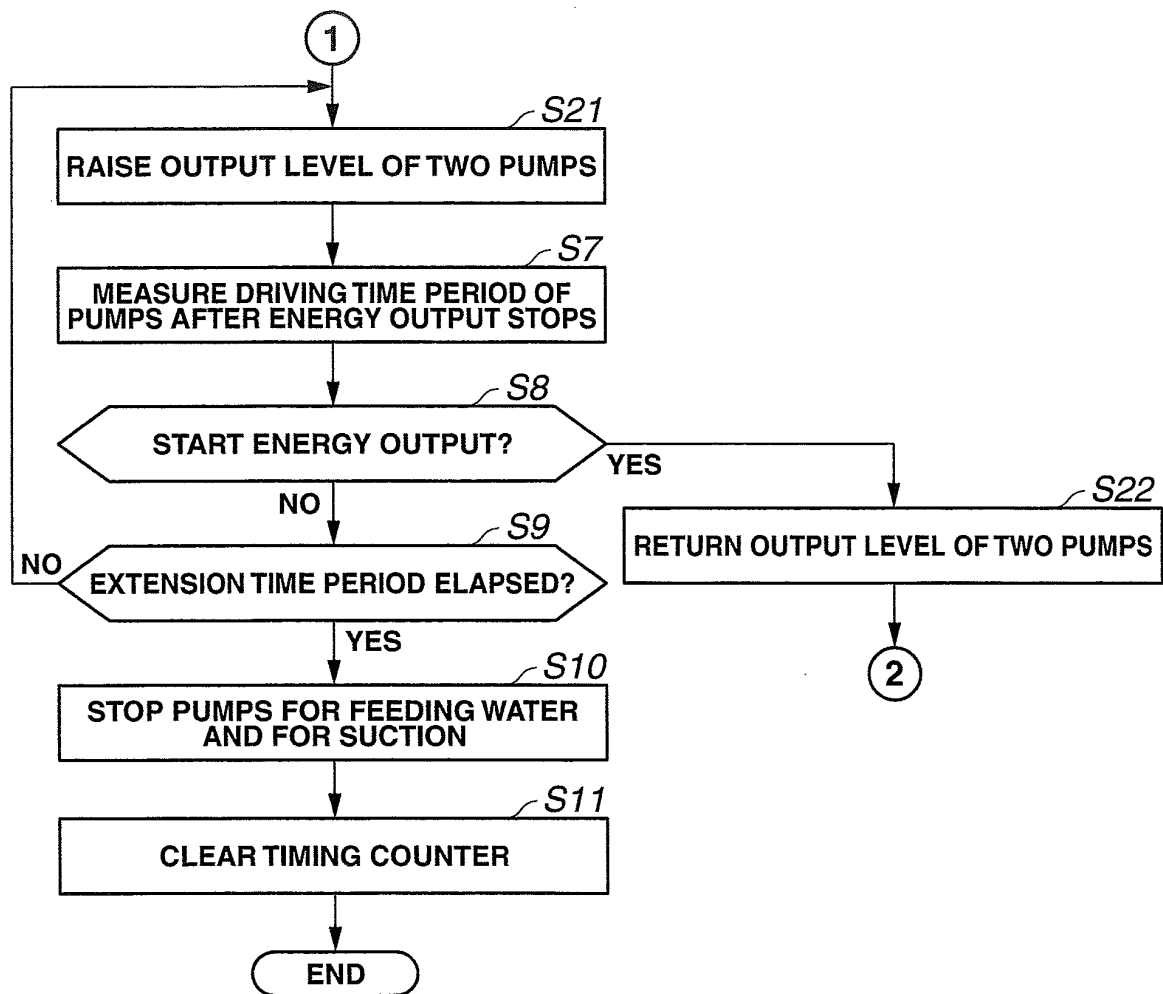 1
S21
RAISE OUTPUT LEVEL OF TWO PUMPS
S7
MEASURE DRIVING TIME PERIOD OF
PUMPS AFTER ENERGY OUTPUT STOPS
S8
START ENERGY OUTPUT?
YES
NO
S22
RETURN OUTPUT LEVEL OF TWO PUMPS
2
S9
NO
EXTENSION TIME PERIOD ELAPSED?
YES
S10
STOP PUMPS FOR FEEDING WATER
AND FOR SUCTION
S11
CLEAR TIMING COUNTER
END